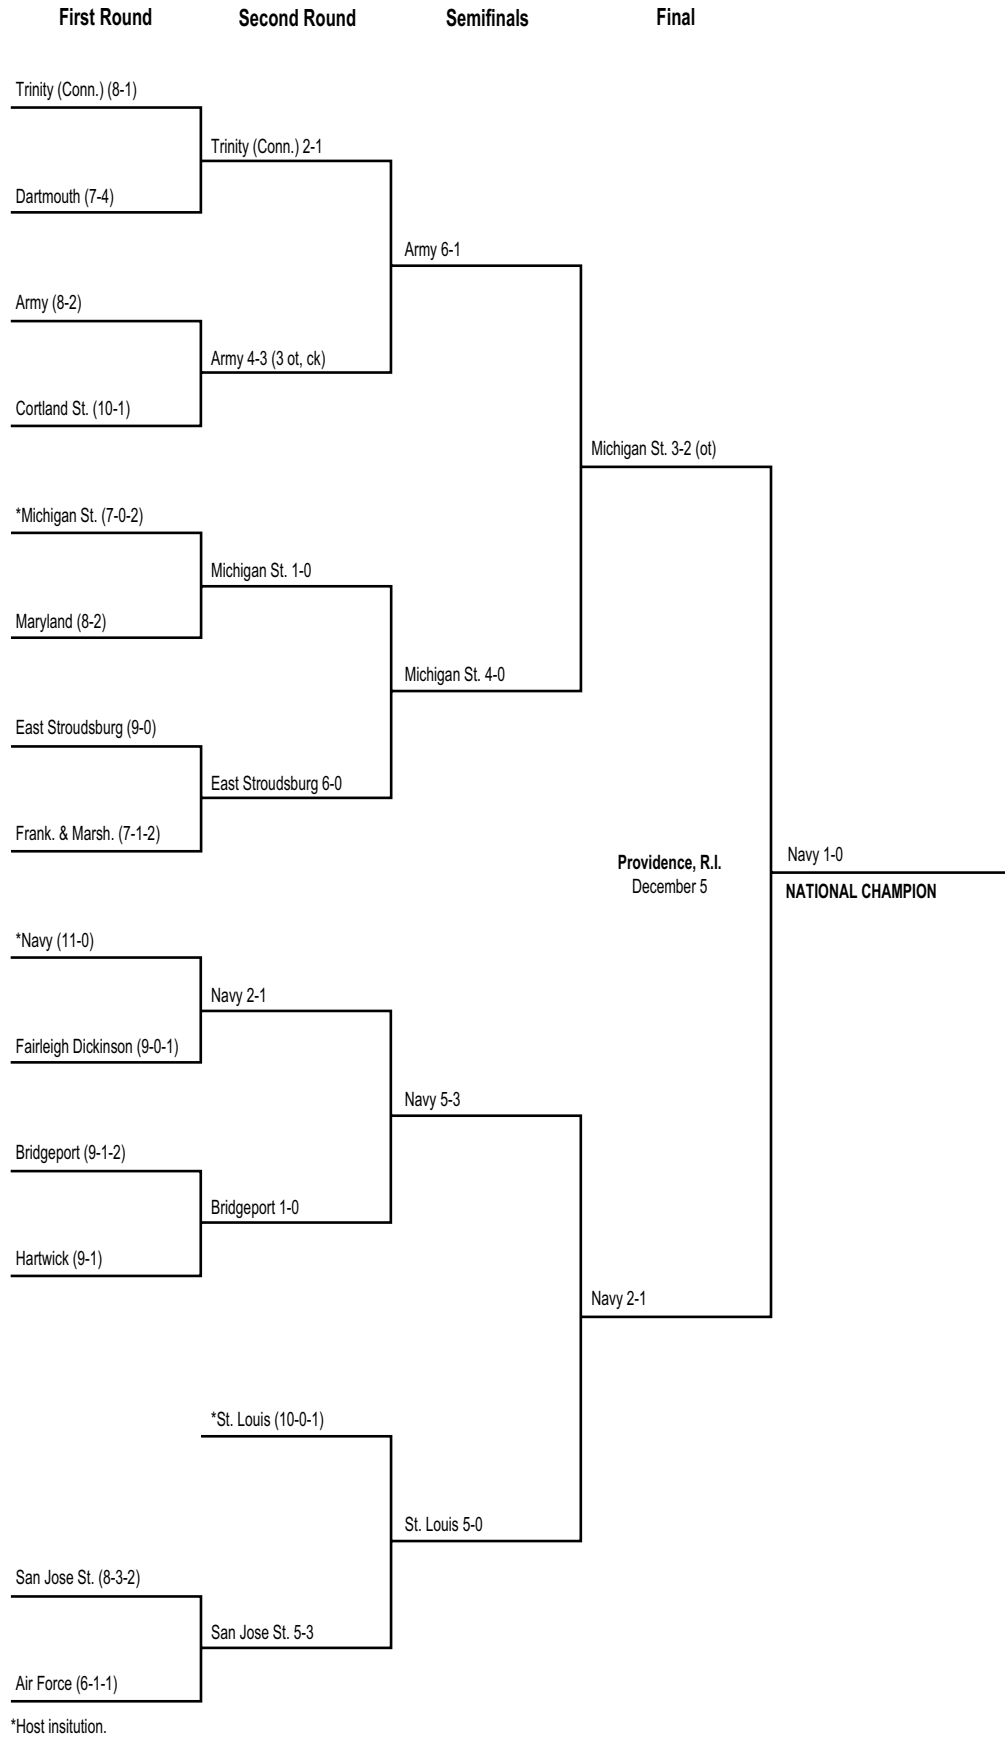 First Round Second Round Semifinals Final
Trinity (Conn.) (8-1)
Trinity (Conn.) 2-1
Dartmouth (7-4)
Army 6-1
Army (8-2)
Army 4-3 (3 ot, ck)
Cortland St. (10-1)
Michigan St. 3-2 (ot)
*Michigan St. (7-0-2)
Michigan St. 1-0
Maryland (8-2)
Michigan St. 4-0
East Stroudsburg (9-0)
East Stroudsburg 6-0
Frank. & Marsh. (7-1-2)
Providence, R.I.
December 5
Navy 1-0
NATIONAL CHAMPION
*Navy (11-0)
Navy 2-1
Fairleigh Dickinson (9-0-1)
Navy 5-3
Bridgeport (9-1-2)
Bridgeport 1-0
Hartwick (9-1)
Navy 2-1
*St. Louis (10-0-1)
St. Louis 5-0
San Jose St. (8-3-2)
San Jose St. 5-3
Air Force (6-1-1)
*Host insitution.